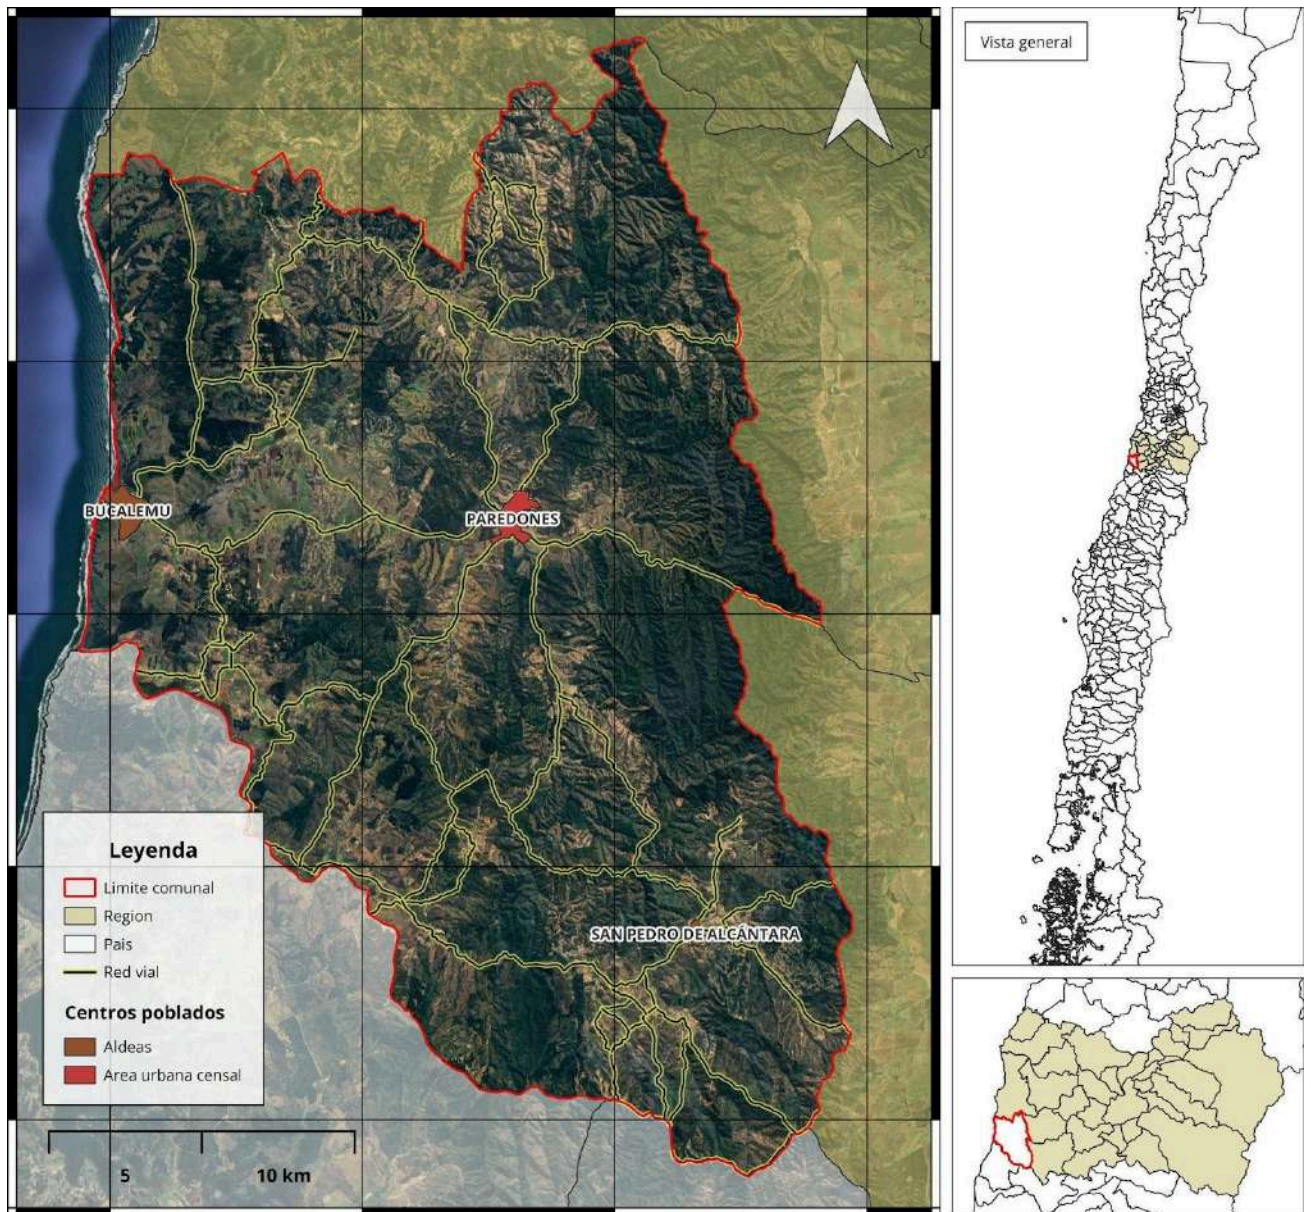 Vista general
BUCALEMU
PAREDONES
SAN PEDRO DE ALCÁNTARA
Leyenda
Limite comunal
Region
Pais
Red vial
Centros poblados
Aldeas
Area urbana censal
5 10 km